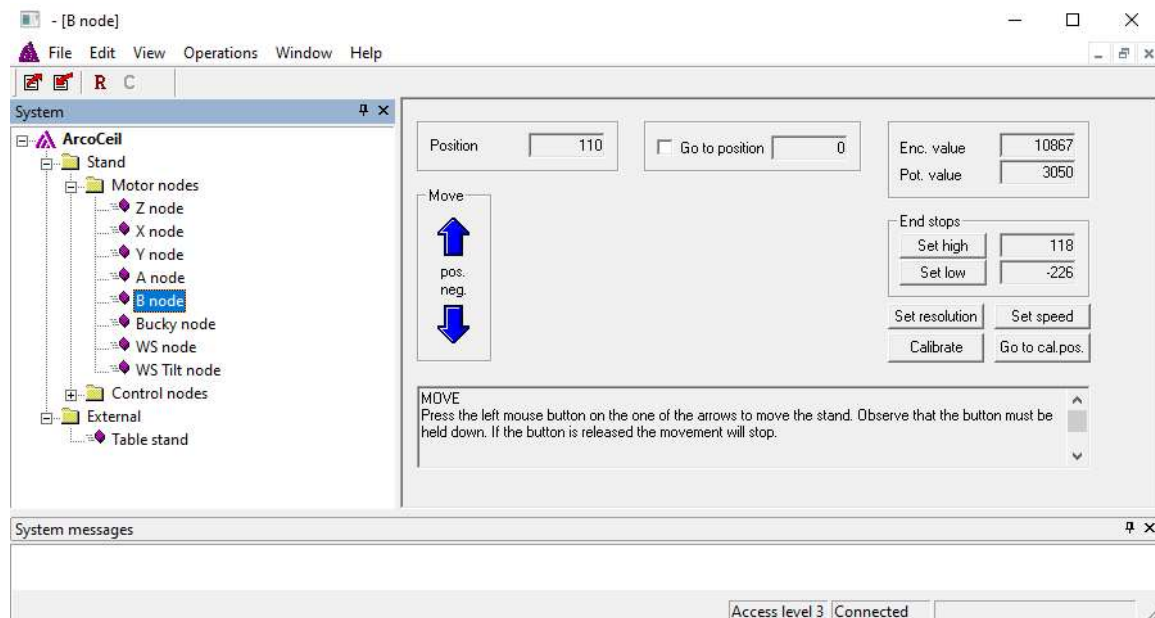 - [B node]
File Edit View Operations Window Help
R C
System
ArcoCeil
Stand
Motor nodes
Z node
X node
Y node
A node
B node
Bucky node
WS node
WS Tilt node
Control nodes
External
Table stand
Position 110
Go to position 0
Enc. value 10867
Pot. value 3050
Move
pos.
neg.
End stops
Set high 118
Set low -226
Set resolution Set speed
Calibrate Go to cal.pos.
MOVE
Press the left mouse button on the one of the arrows to move the stand. Observe that the button must be
held down. If the button is released the movement will stop.
System messages
Access level 3 Connected